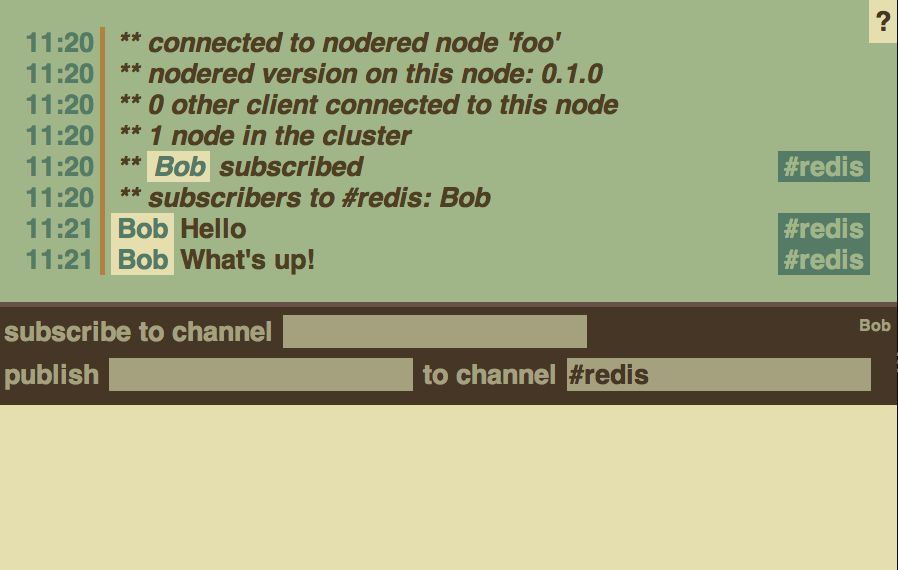 ?
11:20 ** connected to nodered node 'foo'
11:20 ** nodered version on this node: 0.1.0
11:20 ** 0 other client connected to this node
11:20 ** 1 node in the cluster
11:20 ** Bob subscribed #redis
11:20 ** subscribers to #redis: Bob
11:21 Bob Hello #redis
11:21 Bob What's up! #redis
subscribe to channel Bob
publish to channel #redis